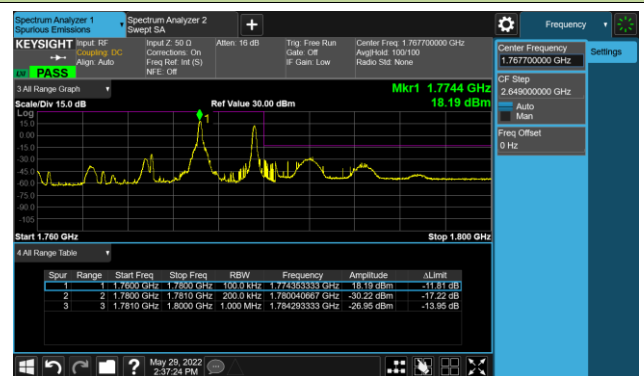 Spectrum Analyzer 1
Spurious Emissions
Spectrum Analyzer 2
Swept SA
Frequency
KEYSIGHT
Input: RF
Coupling: DC
Align: Auto
Input Z: 50 Ω
Corrections: On
Freq Ref: Int (S)
NFE: Off
Atten: 16 dB
Trig: Free Run
Gate: Off
IF Gain: Low
Center Freq: 1.767700000 GHz
Avg|Hold: 100/100
Radio Std: None
PASS
Center Frequency
1.767700000 GHz
Settings
CF Step
2.649000000 GHz
Auto
Man
Freq Offset
0 Hz
3 All Range Graph
Mkr1 1.7744 GHz
Scale/Div 15.0 dB
Ref Value 30.00 dBm
18.19 dBm
Log
1
15.0
0.00
-15.0
-30.0
-45.0
-60.0
-75.0
-90.0
-105
Start 1.760 GHz
Stop 1.800 GHz
4 All Range Table
Spur Range Start Freq Stop Freq RBW Frequency Amplitude ΔLimit
1 1 1.7600 GHz 1.7800 GHz 100.0 kHz 1.774353333 GHz 18.19 dBm -11.81 dB
2 2 1.7800 GHz 1.7810 GHz 200.0 kHz 1.780040667 GHz -30.22 dBm -17.22 dB
3 3 1.7810 GHz 1.8000 GHz 1.000 MHz 1.784293333 GHz -26.95 dBm -13.95 dB
May 29, 2022
2:37:24 PM